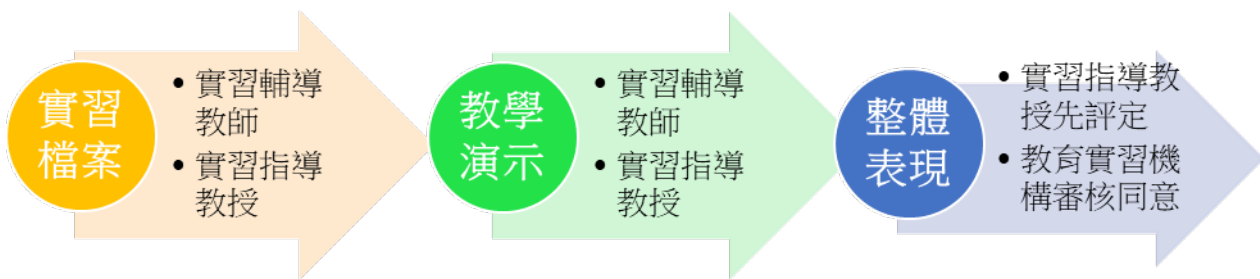 實習
檔案
• 實習輔導
教師
• 實習指導
教授
教學
演示
• 實習輔導
教師
• 實習指導
教授
整體
表現
• 實習指導教
授先評定
• 教育實習機
構審核同意